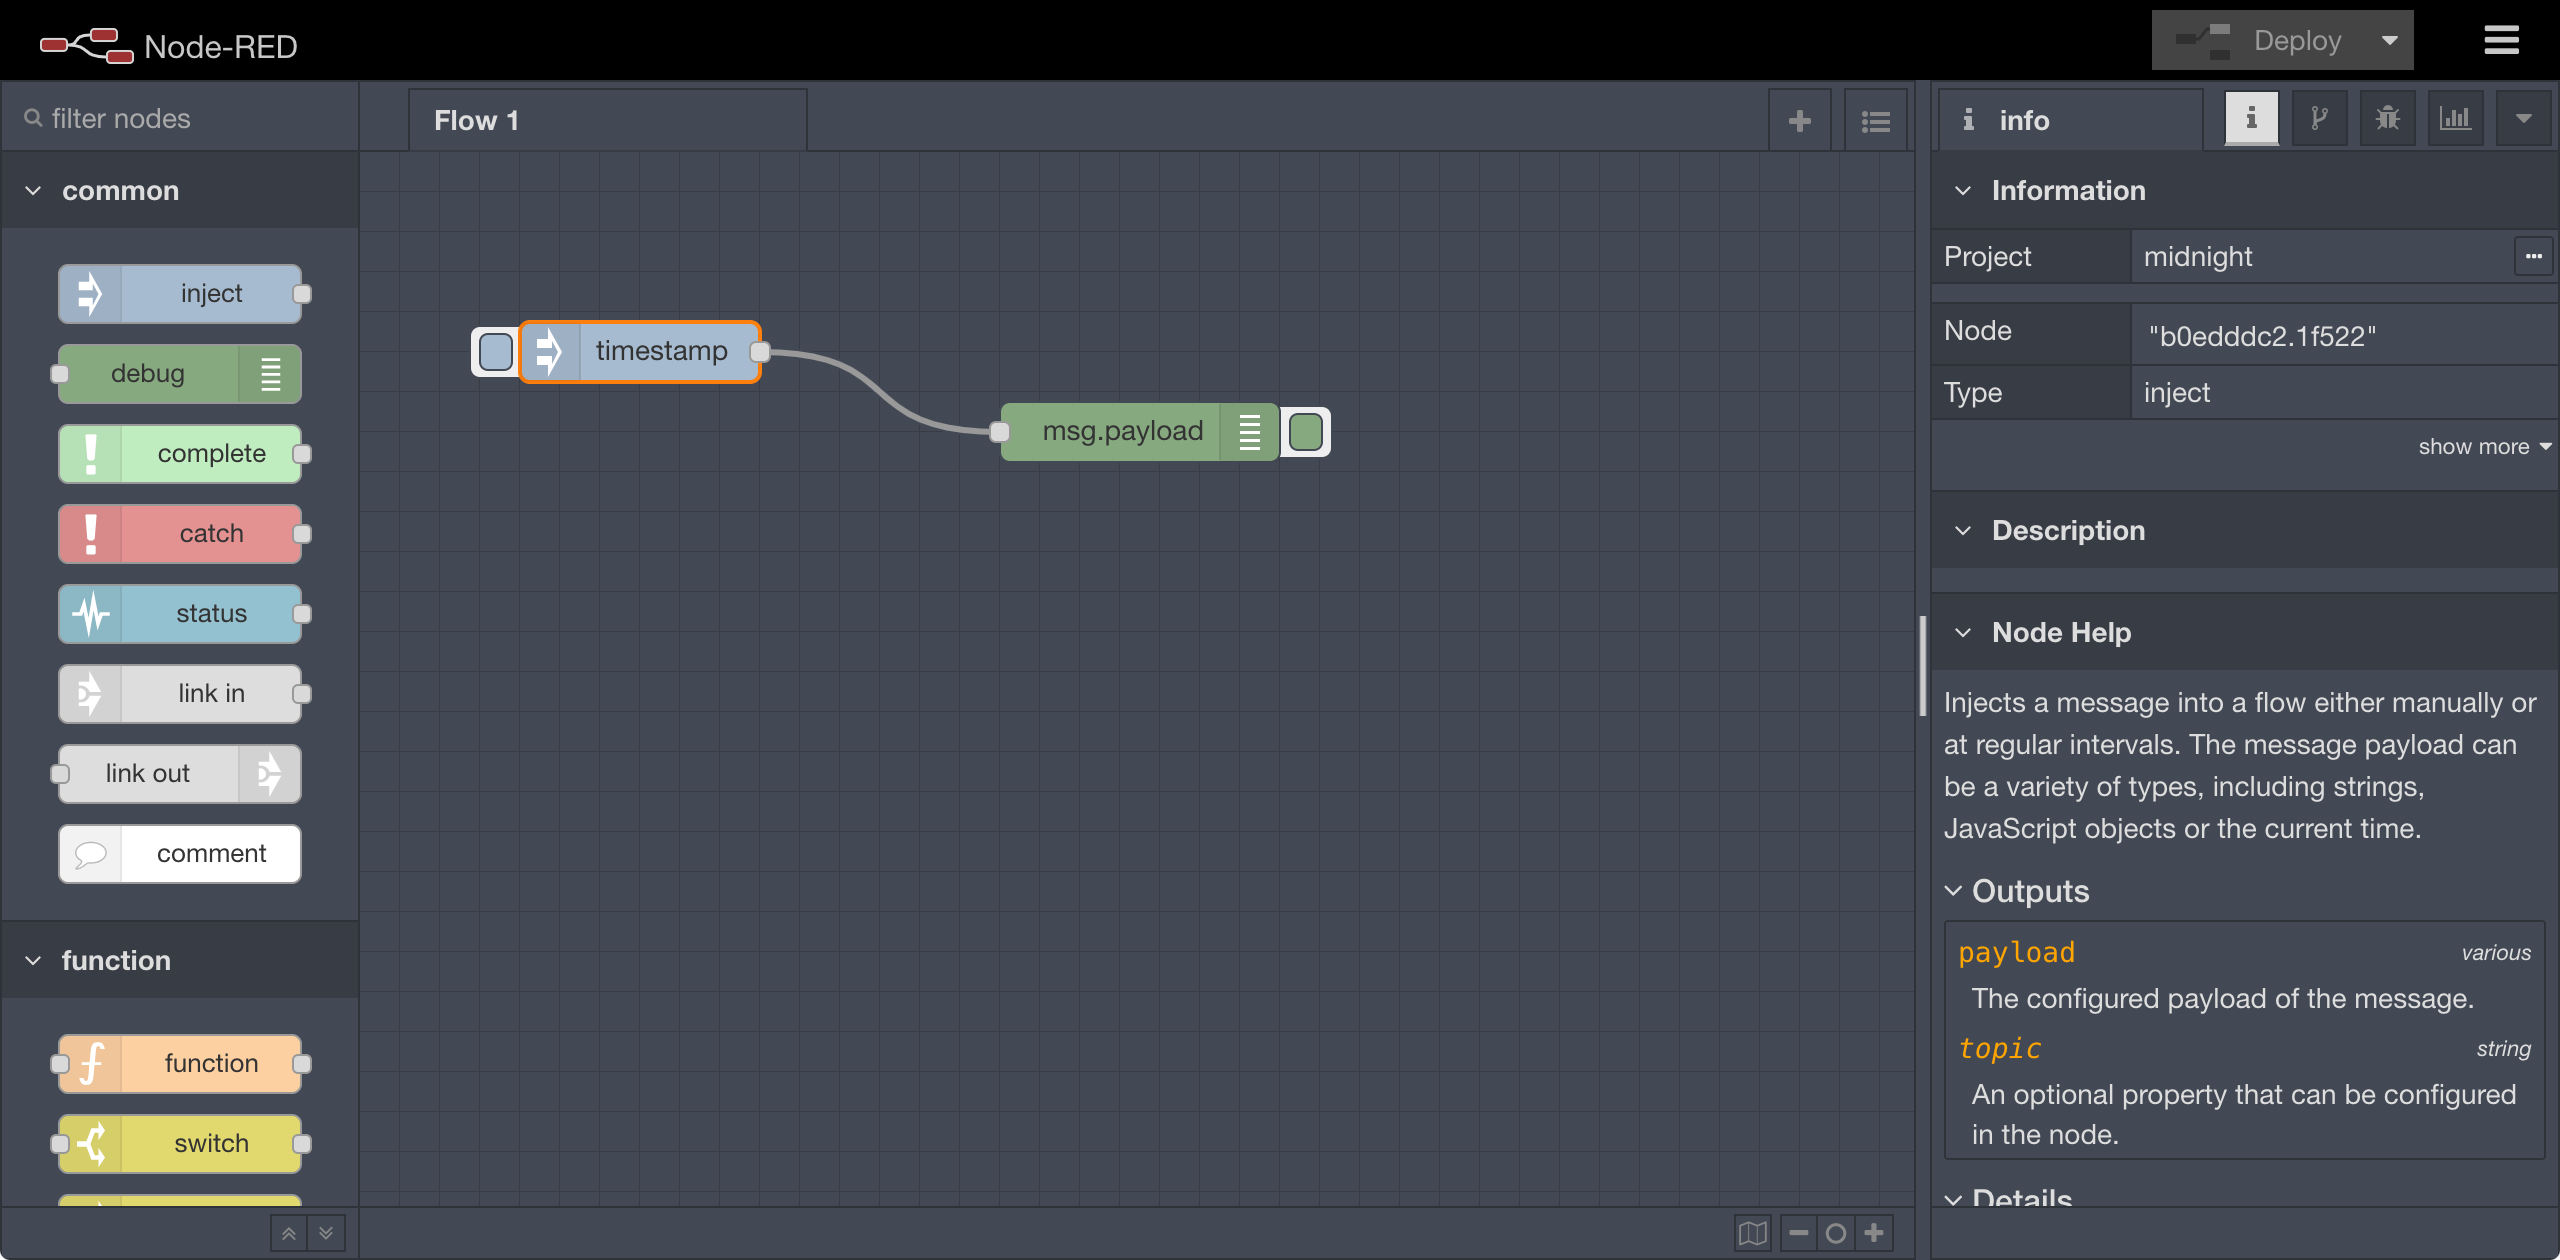 Node-RED
Deploy
filter nodes
common
inject
debug
complete
catch
status
link in
link out
comment
function
function
switch
Flow 1
timestamp
msg.payload
info
Information
Project midnight
Node "b0edddc2.1f522"
Type inject
show more
Description
Node Help
Injects a message into a flow either manually or
at regular intervals. The message payload can
be a variety of types, including strings,
JavaScript objects or the current time.
Outputs
payload various
The configured payload of the message.
topic string
An optional property that can be configured
in the node.
Details